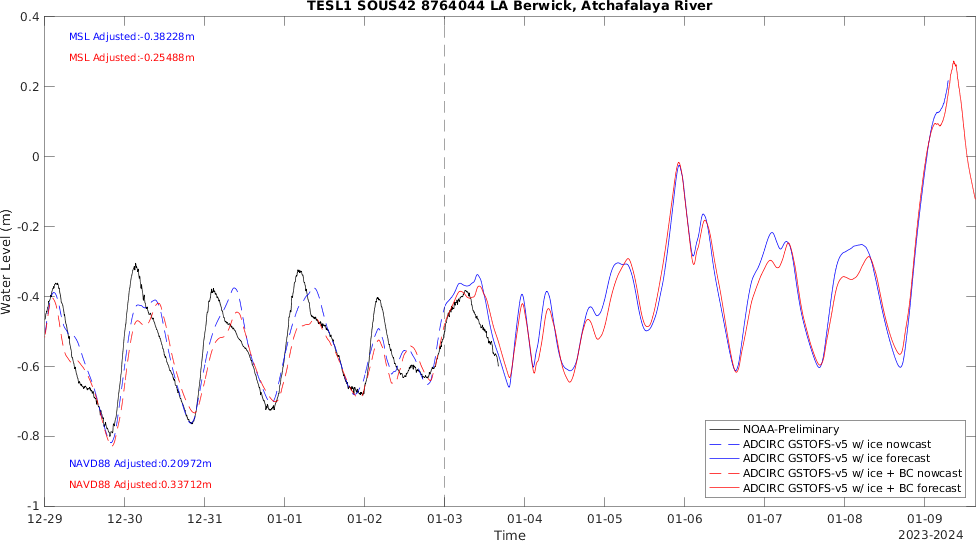 TESL1 SOUS42 8764044 LA Berwick, Atchafalaya River
MSL Adjusted:-0.38228m
MSL Adjusted:-0.25488m
0.4
0.2
0
-0.2
-0.4
-0.6
-0.8
-1
Water Level (m)
NAVD88 Adjusted:0.20972m
NAVD88 Adjusted:0.33712m
NOAA-Preliminary
ADCIRC GSTOFS-v5 w/ ice nowcast
ADCIRC GSTOFS-v5 w/ ice forecast
ADCIRC GSTOFS-v5 w/ ice + BC nowcast
ADCIRC GSTOFS-v5 w/ ice + BC forecast
12-29 12-30 12-31 01-01 01-02 01-03 01-04 01-05 01-06 01-07 01-08 01-09
Time
2023-2024